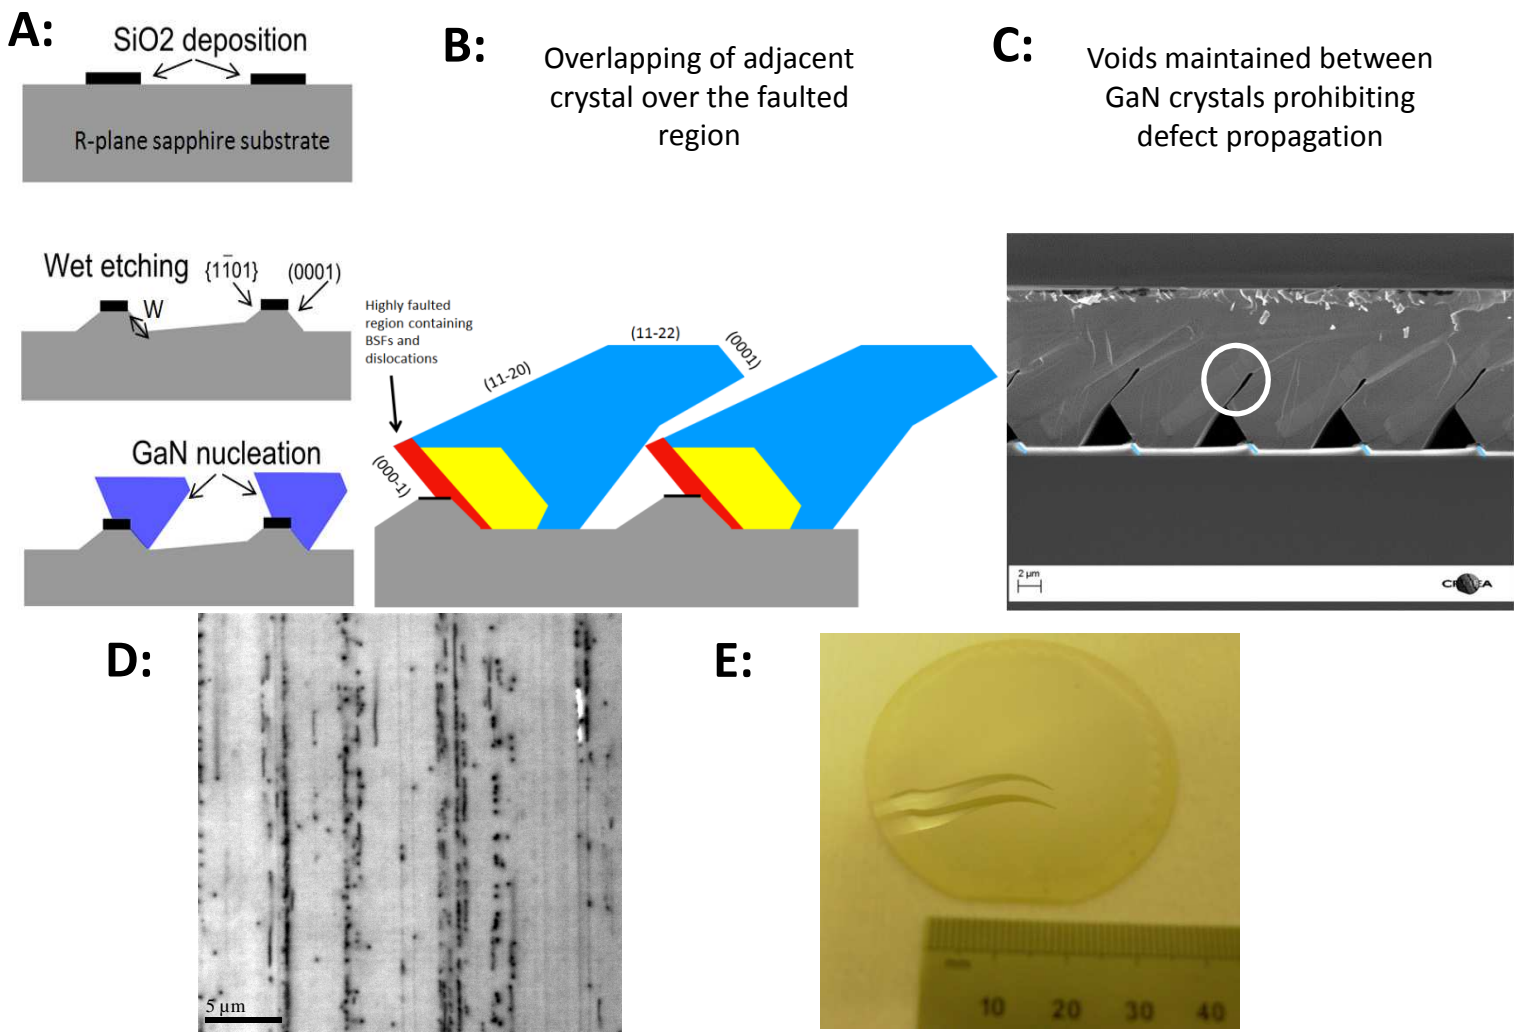 A:
SiO2 deposition
R-plane sapphire substrate
Wet etching
{11̅01}
(0001)
W
GaN nucleation
B:
Overlapping of adjacent
crystal over the faulted
region
Highly faulted
region containing
BSFs and
dislocations
(11-20)
(11-22)
(0001)
(000-1)
C:
Voids maintained between
GaN crystals prohibiting
defect propagation
2 µm
D:
5 µm
E:
10 20 30 40